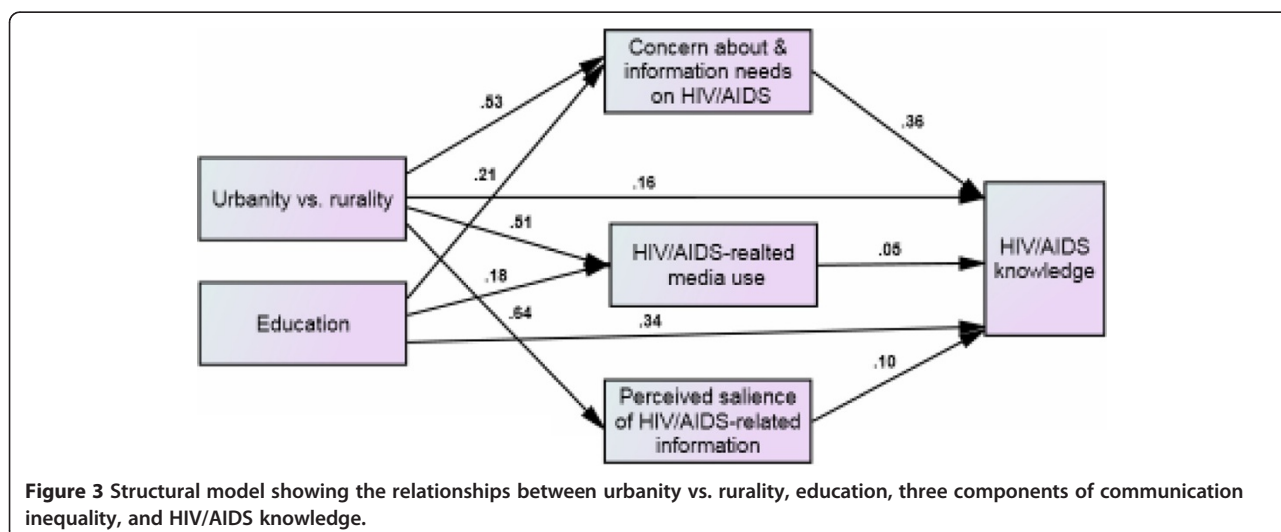 Concern about &
information needs
on HIV/AIDS
.53
.36
.21
.16
Urbanity vs. rurality
.51
HIV/AIDS-realted
media use
.05
HIV/AIDS
knowledge
.18
Education
.64
.34
.10
Perceived salience
of HIV/AIDS-related
information
Figure 3 Structural model showing the relationships between urbanity vs. rurality, education, three components of communication
inequality, and HIV/AIDS knowledge.